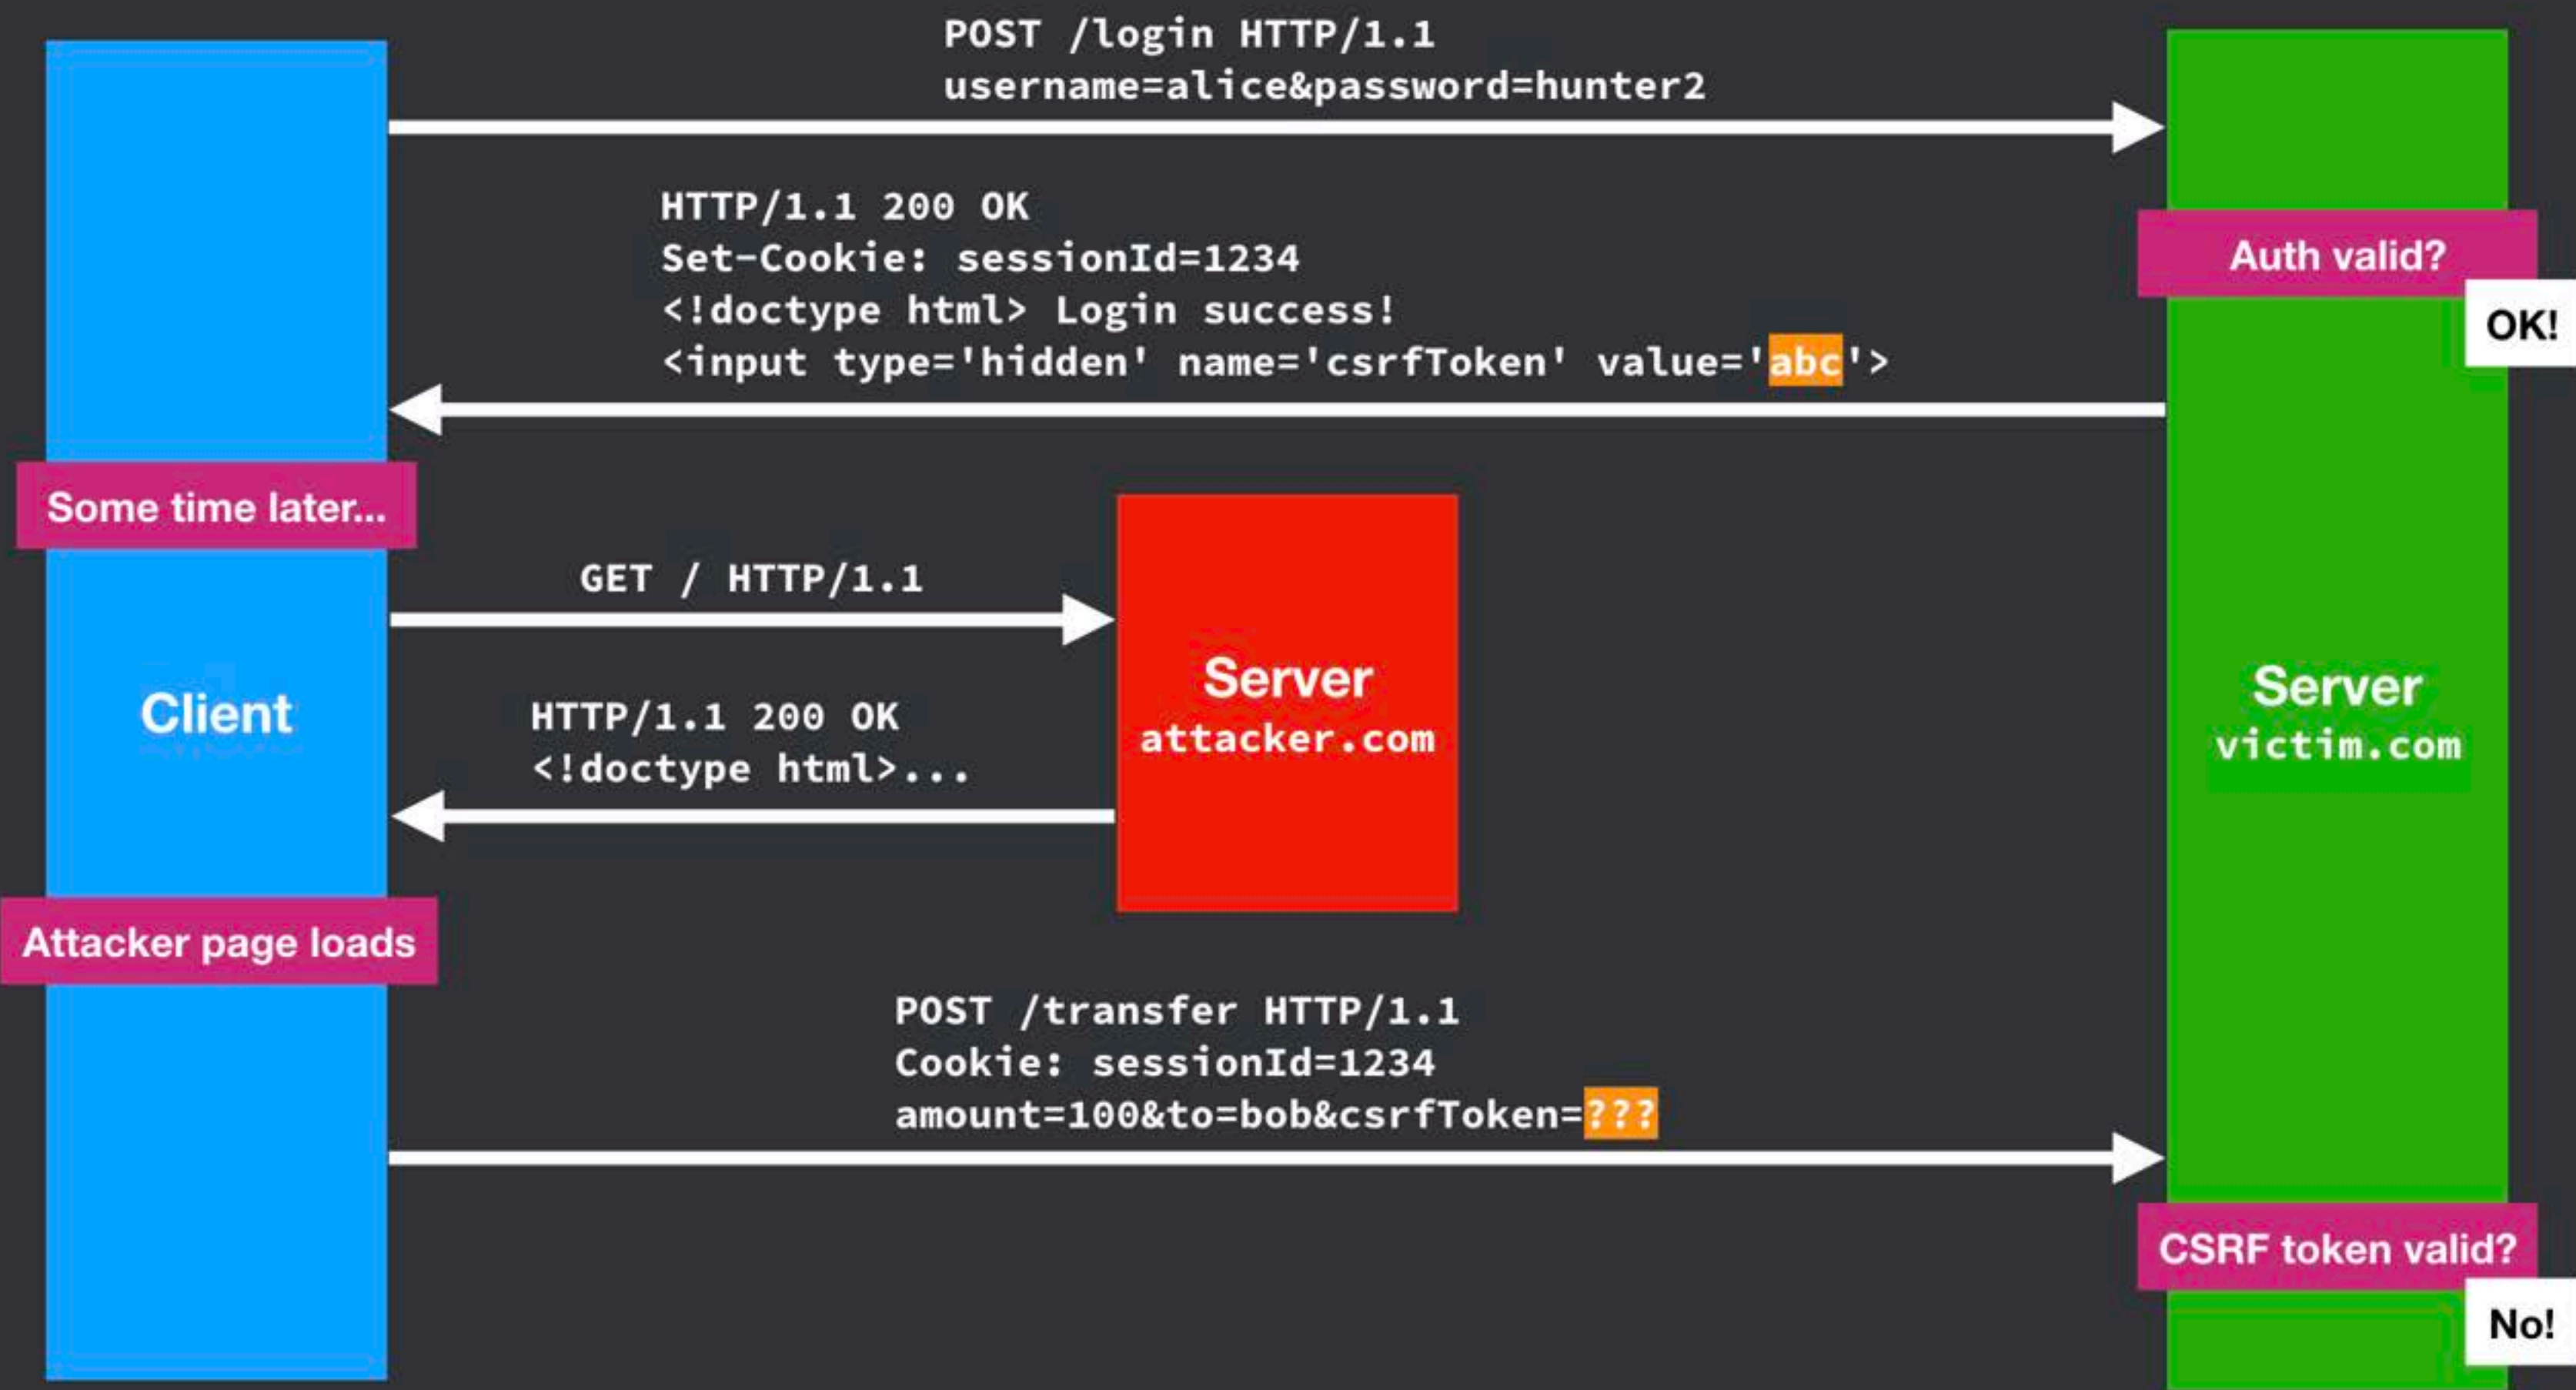 POST /login HTTP/1.1
username=alice&password=hunter2
HTTP/1.1 200 OK
Set-Cookie: sessionId=1234
<!doctype html> Login success!
<input type='hidden' name='csrfToken' value='abc'>
Auth valid?
OK!
Some time later...
GET / HTTP/1.1
HTTP/1.1 200 OK
<!doctype html>...
Client
Server
attacker.com
Server
victim.com
Attacker page loads
POST /transfer HTTP/1.1
Cookie: sessionId=1234
amount=100&to=bob&csrfToken=???
CSRF token valid?
No!